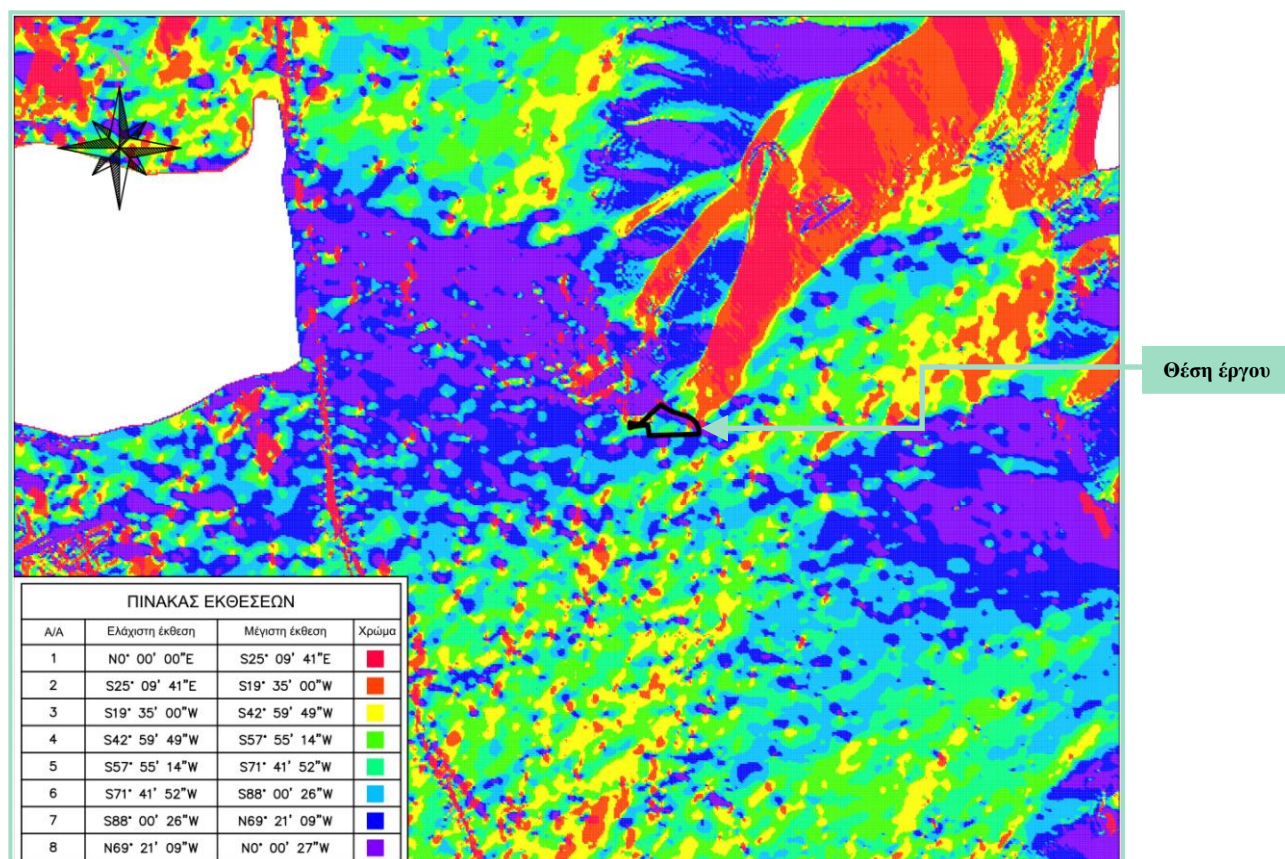 Θέση έργου
ΠΙΝΑΚΑΣ ΕΚΘΕΣΕΩΝ
Α/Α Ελάχιστη έκθεση Μέγιστη έκθεση Χρώμα
1 N0° 00' 00"E S25° 09' 41"E
2 S25° 09' 41"E S19° 35' 00"W
3 S19° 35' 00"W S42° 59' 49"W
4 S42° 59' 49"W S57° 55' 14"W
5 S57° 55' 14"W S71° 41' 52"W
6 S71° 41' 52"W S88° 00' 26"W
7 S88° 00' 26"W N69° 21' 09"W
8 N69° 21' 09"W N0° 00' 27"W